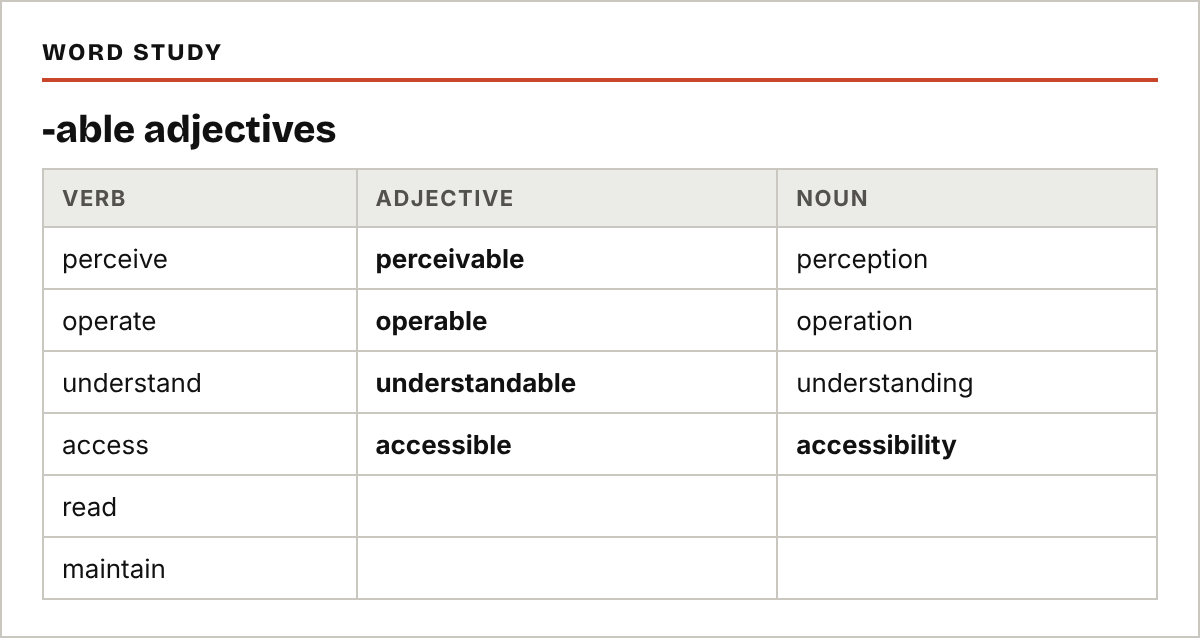 WORD STUDY
-able adjectives
VERB ADJECTIVE NOUN
perceive perceivable perception
operate operable operation
understand understandable understanding
access accessible accessibility
read
maintain